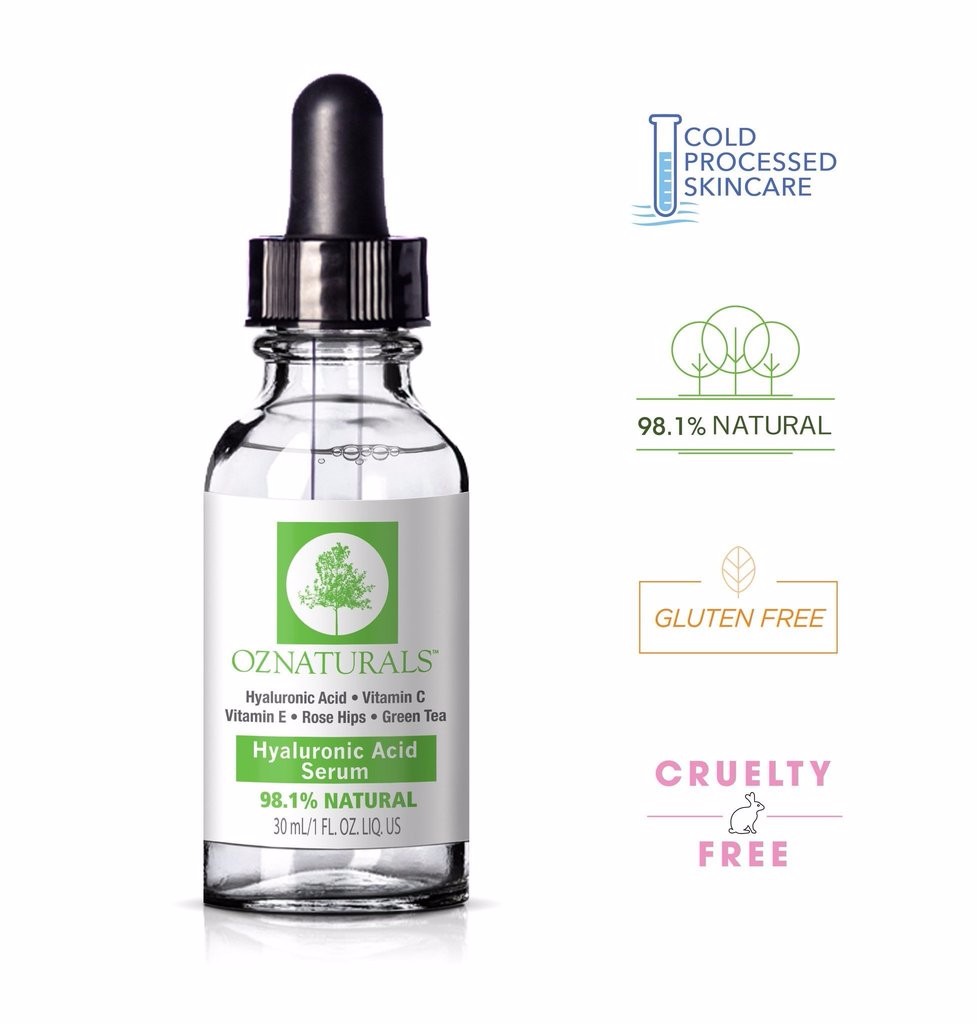 OZNATURALS™
Hyaluronic Acid • Vitamin C
Vitamin E • Rose Hips • Green Tea
Hyaluronic Acid
Serum
98.1% NATURAL
30 mL/1 FL. OZ. LIQ. US
COLD
PROCESSED
SKINCARE
98.1% NATURAL
GLUTEN FREE
CRUELTY
FREE